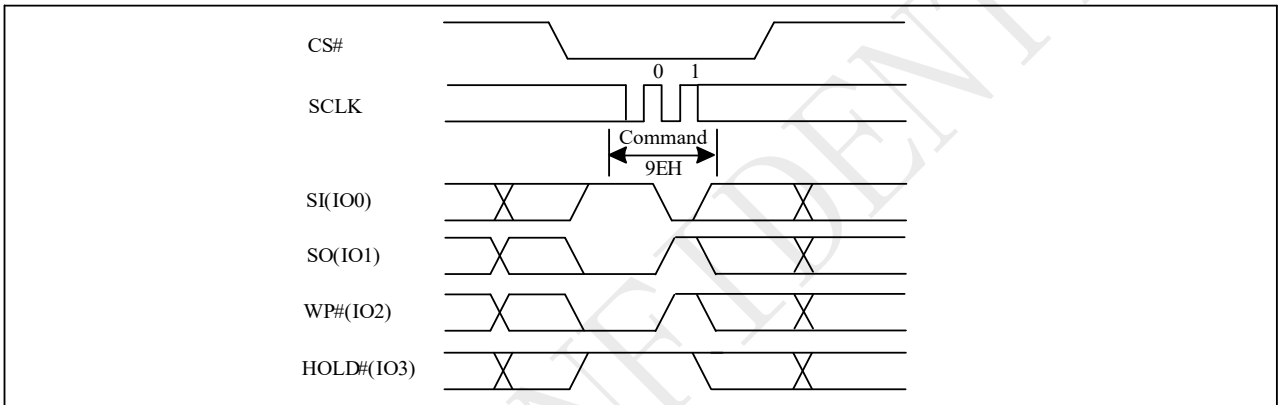 CS#
0 1
SCLK
Command
9EH
SI(IO0)
SO(IO1)
WP#(IO2)
HOLD#(IO3)